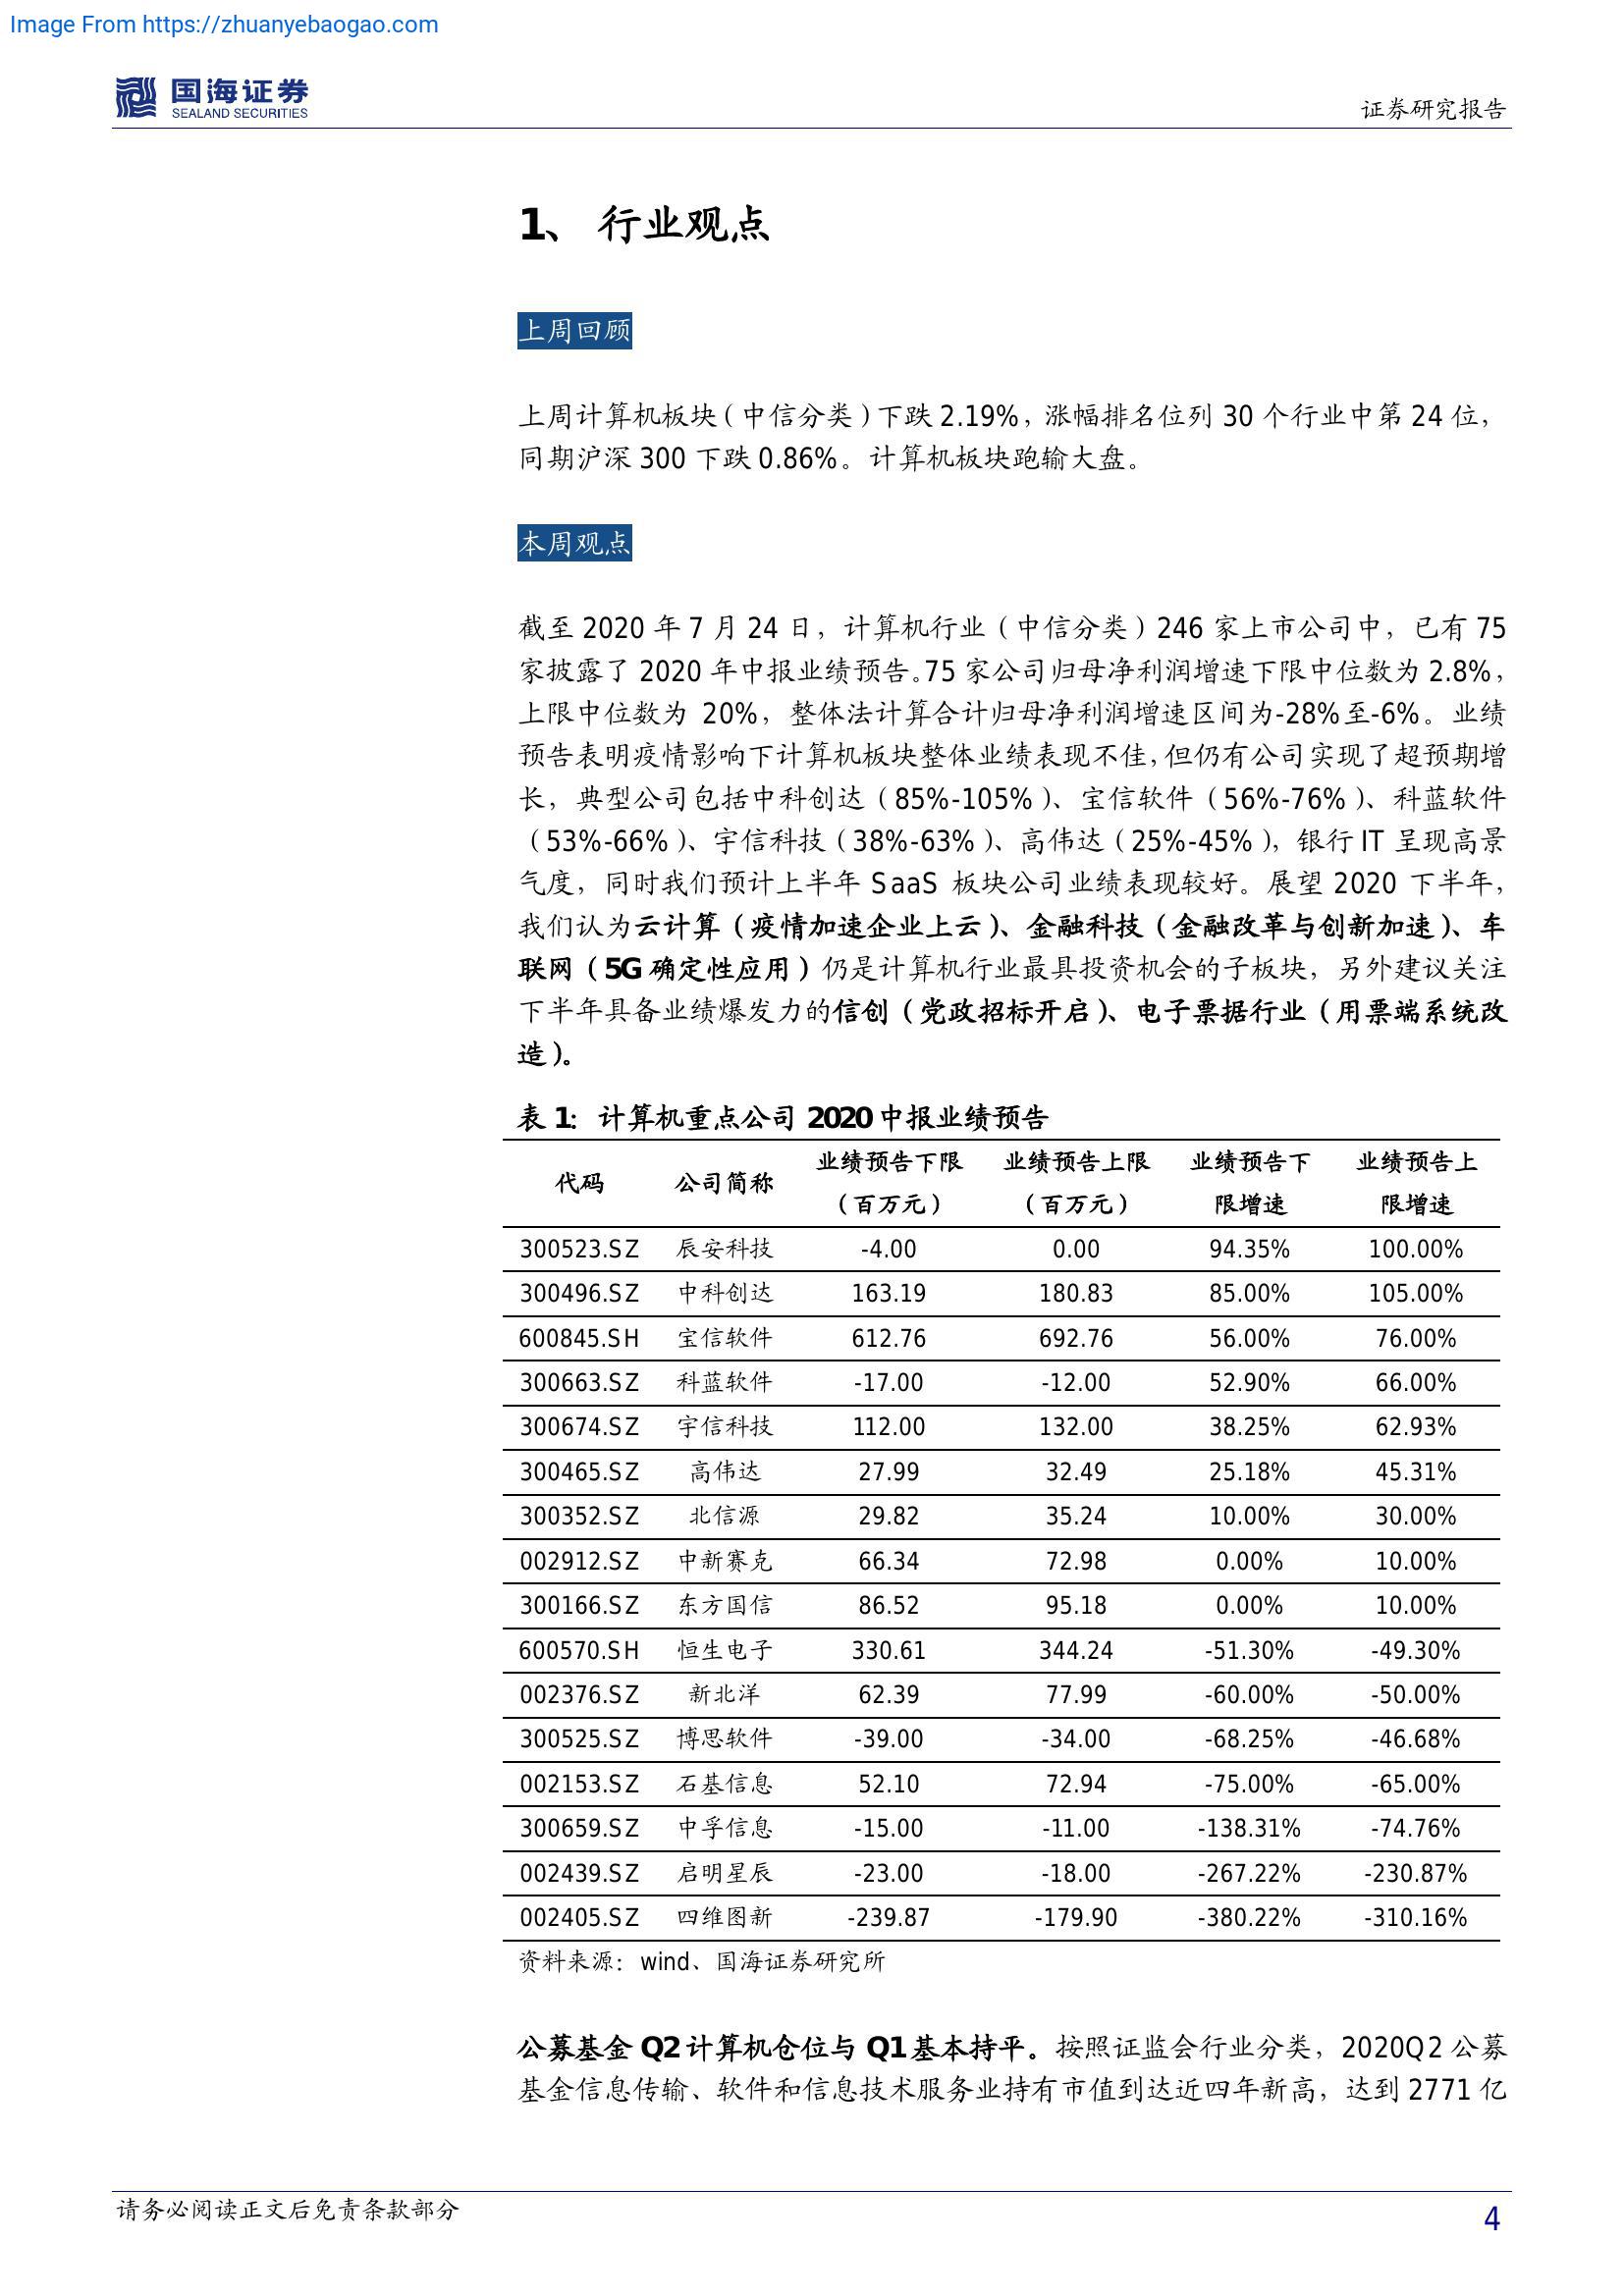 Image From https://zhuanyebaogao.com
国海证券
SEALAND SECURITIES
证券研究报告
1、 行业观点
上周回顾
上周计算机板块（中信分类）下跌 2.19%，涨幅排名位列 30 个行业中第 24 位，
同期沪深 300 下跌 0.86%。计算机板块跑输大盘。
本周观点
截至 2020 年 7 月 24 日，计算机行业（中信分类）246 家上市公司中，已有 75
家披露了 2020 年中报业绩预告。75 家公司归母净利润增速下限中位数为 2.8%，
上限中位数为 20%，整体法计算合计归母净利润增速区间为-28%至-6%。业绩
预告表明疫情影响下计算机板块整体业绩表现不佳，但仍有公司实现了超预期增
长，典型公司包括中科创达（85%-105%）、宝信软件（56%-76%）、科蓝软件
（53%-66%）、宇信科技（38%-63%）、高伟达（25%-45%），银行 IT 呈现高景
气度，同时我们预计上半年 SaaS 板块公司业绩表现较好。展望 2020 下半年，
我们认为云计算（疫情加速企业上云）、金融科技（金融改革与创新加速）、车
联网（5G 确定性应用）仍是计算机行业最具投资机会的子板块，另外建议关注
下半年具备业绩爆发力的信创（党政招标开启）、电子票据行业（用票端系统改
造）。
表 1：计算机重点公司 2020 中报业绩预告
代码 公司简称 业绩预告下限（百万元） 业绩预告上限（百万元） 业绩预告下限增速 业绩预告上限增速
300523.SZ 辰安科技 -4.00 0.00 94.35% 100.00%
300496.SZ 中科创达 163.19 180.83 85.00% 105.00%
600845.SH 宝信软件 612.76 692.76 56.00% 76.00%
300663.SZ 科蓝软件 -17.00 -12.00 52.90% 66.00%
300674.SZ 宇信科技 112.00 132.00 38.25% 62.93%
300465.SZ 高伟达 27.99 32.49 25.18% 45.31%
300352.SZ 北信源 29.82 35.24 10.00% 30.00%
002912.SZ 中新赛克 66.34 72.98 0.00% 10.00%
300166.SZ 东方国信 86.52 95.18 0.00% 10.00%
600570.SH 恒生电子 330.61 344.24 -51.30% -49.30%
002376.SZ 新北洋 62.39 77.99 -60.00% -50.00%
300525.SZ 博思软件 -39.00 -34.00 -68.25% -46.68%
002153.SZ 石基信息 52.10 72.94 -75.00% -65.00%
300659.SZ 中孚信息 -15.00 -11.00 -138.31% -74.76%
002439.SZ 启明星辰 -23.00 -18.00 -267.22% -230.87%
002405.SZ 四维图新 -239.87 -179.90 -380.22% -310.16%
资料来源：wind、国海证券研究所
公募基金 Q2 计算机仓位与 Q1 基本持平。按照证监会行业分类，2020Q2 公募
基金信息传输、软件和信息技术服务业持有市值到达近四年新高，达到 2771 亿
请务必阅读正文后免责条款部分
4